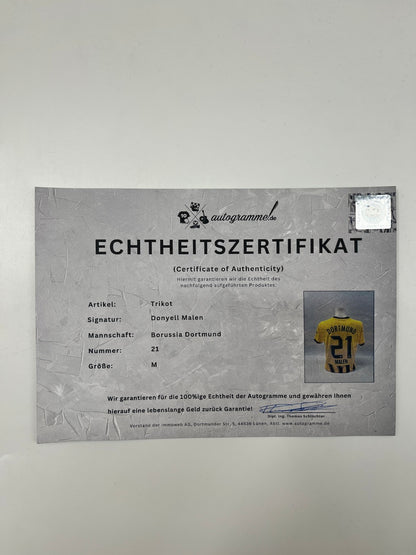 autogramme!.de
ECHTHEITSZERTIFIKAT
(Certificate of Authenticity)
Hiermit garantieren wir die Echtheit des
nachfolgend aufgeführten Produktes.
Artikel: Trikot
Signatur: Donyell Malen
Mannschaft: Borussia Dortmund
Nummer: 21
Größe: M
DORTMUND
21
MALEN
Wir garantieren für die 100%ige Echtheit der Autogramme und gewähren Ihnen
hierauf eine lebenslange Geld zurück Garantie!
Dipl. Ing. Thomas Schlüchter
Vorstand der immoweb AG, Dortmunder Str. 5, 44536 Lünen, Abtl. www.autogramme.de